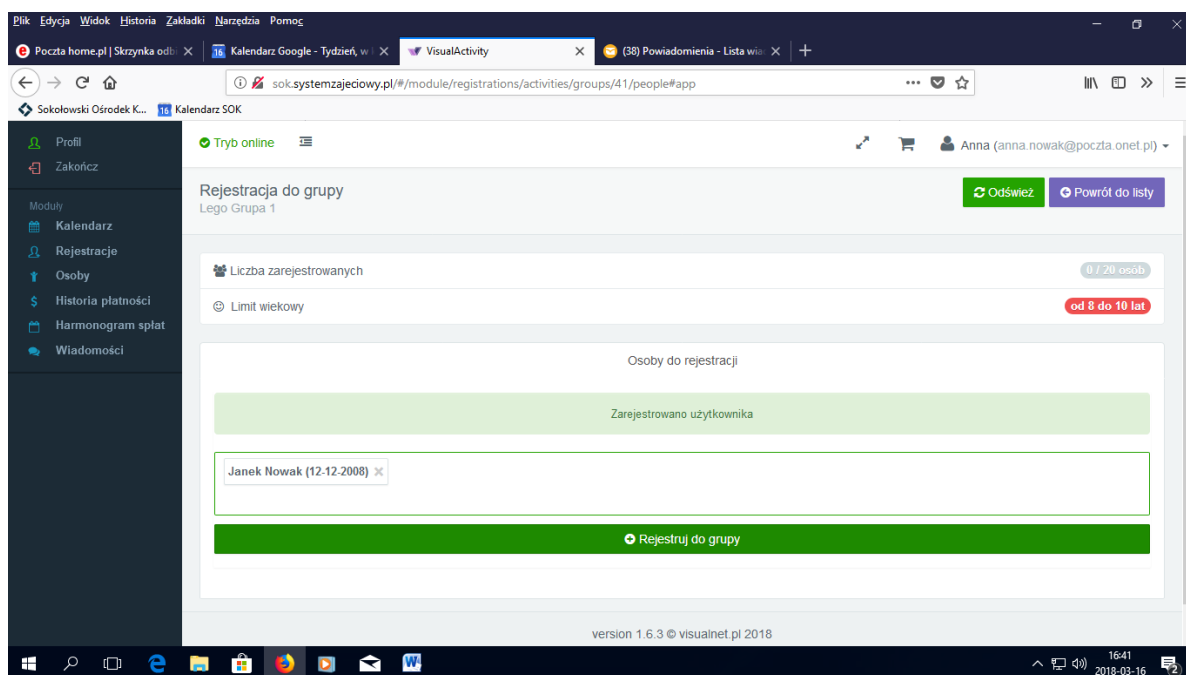 Plik Edycja Widok Historia Zakładki Narzędzia Pomoc
Poczta home.pl | Skrzynka odbi
16 Kalendarz Google - Tydzień, w
VisualActivity
(38) Powiadomienia - Lista wia
sok.systemzajeciowy.pl/#/module/registrations/activities/groups/41/people#app
Sokołowski Ośrodek K... 16 Kalendarz SOK
Profil
Zakończ
Moduły
Kalendarz
Rejestracje
Osoby
Historia płatności
Harmonogram spłat
Wiadomości
Tryb online
Anna (anna.nowak@poczta.onet.pl)
Rejestracja do grupy
Lego Grupa 1
Odśwież
Powrót do listy
Liczba zarejestrowanych 0 / 20 osób
Limit wiekowy od 8 do 10 lat
Osoby do rejestracji
Zarejestrowano użytkownika
Janek Nowak (12-12-2008)
Rejestruj do grupy
version 1.6.3 © visualnet.pl 2018
16:41
2018-03-16
2